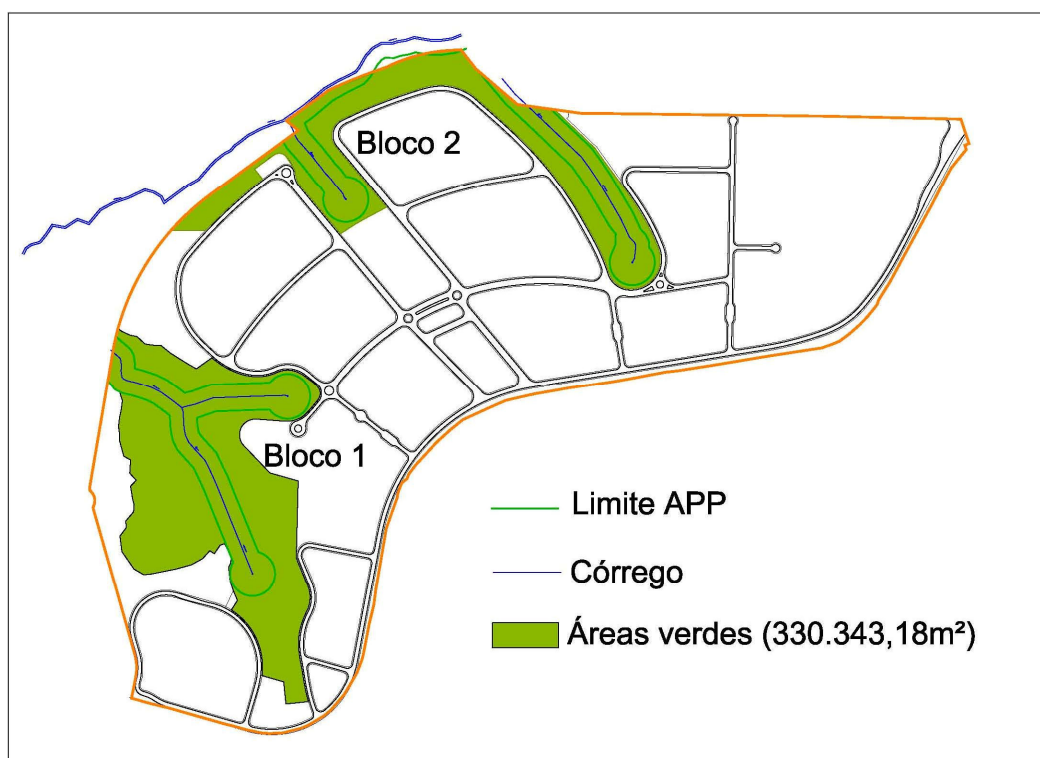 Bloco 2
Bloco 1
Limite APP
Córrego
Áreas verdes (330.343,18m²)